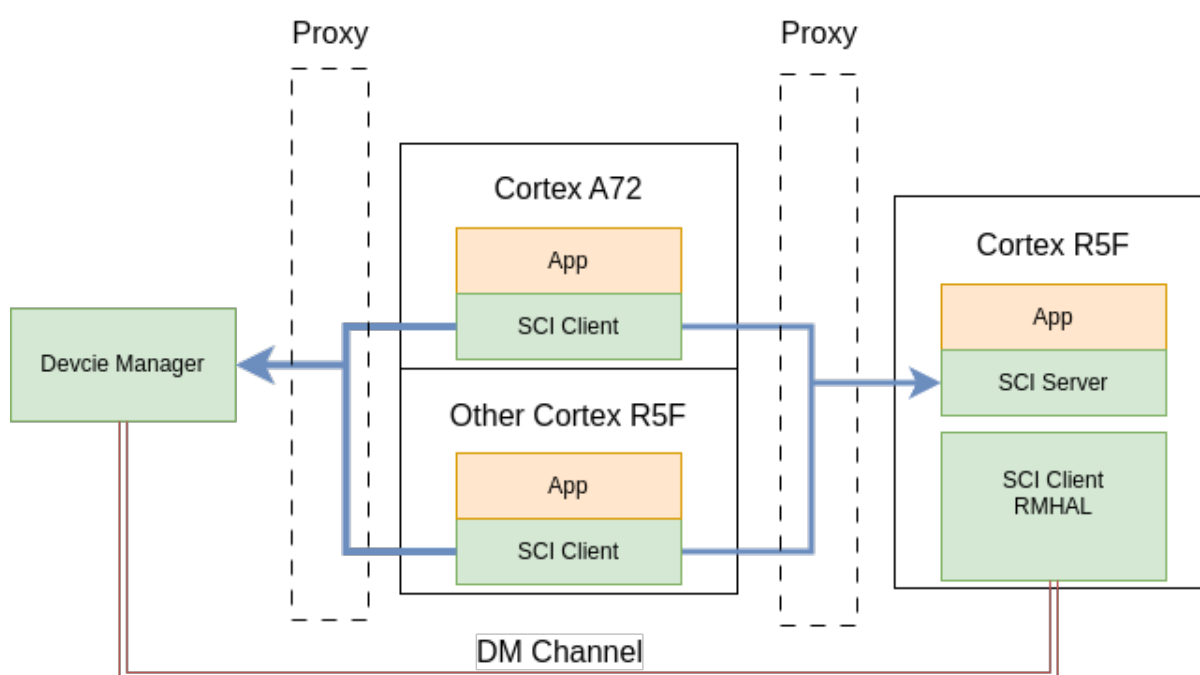 Proxy
Proxy
Cortex A72
App
SCI Client
Cortex R5F
App
SCI Server
Devcie Manager
Other Cortex R5F
App
SCI Client
SCI Client
RMHAL
DM Channel